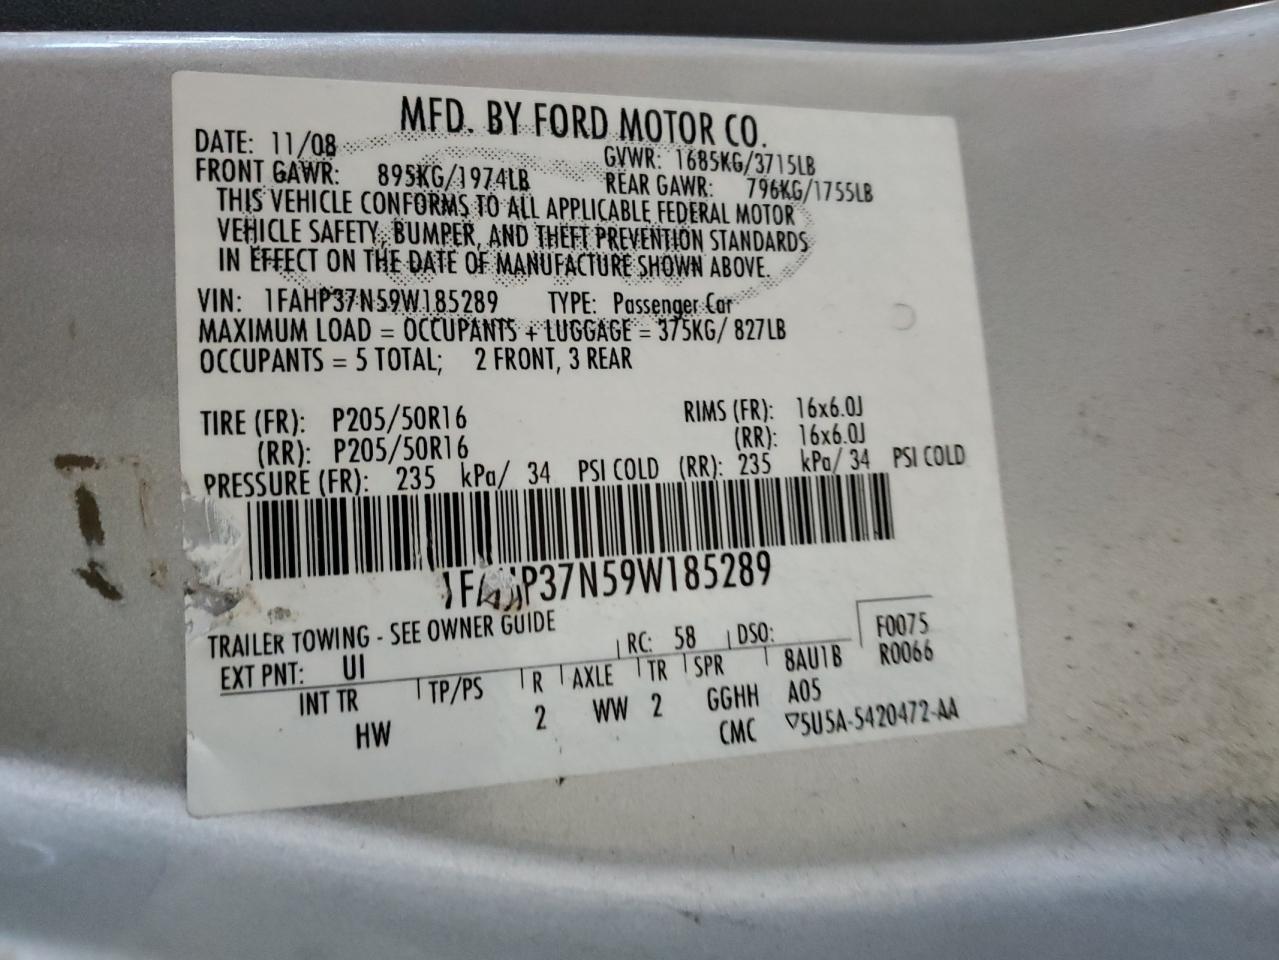 MFD. BY FORD MOTOR CO.
DATE: 11/08 GVWR: 1685KG/3715LB
FRONT GAWR: 895KG/1974LB REAR GAWR: 796KG/1755LB
THIS VEHICLE CONFORMS TO ALL APPLICABLE FEDERAL MOTOR
VEHICLE SAFETY, BUMPER, AND THEFT PREVENTION STANDARDS
IN EFFECT ON THE DATE OF MANUFACTURE SHOWN ABOVE.
VIN: 1FAHP37N59W185289 TYPE: Passenger Car
MAXIMUM LOAD = OCCUPANTS + LUGGAGE = 375KG/ 827LB
OCCUPANTS = 5 TOTAL; 2 FRONT, 3 REAR
TIRE (FR): P205/50R16 RIMS (FR): 16x6.0J
(RR): P205/50R16 (RR): 16x6.0J
PRESSURE (FR): 235 kPa/ 34 PSI COLD (RR): 235 kPa/ 34 PSI COLD
1FAHP37N59W185289
TRAILER TOWING - SEE OWNER GUIDE
EXT PNT: UI RC: 58 DSO: F0075
INT TR TP/PS R AXLE TR SPR 8AU1B R0066
HW 2 WW 2 GGHH A05
CMC ▽5U5A-5420472-AA